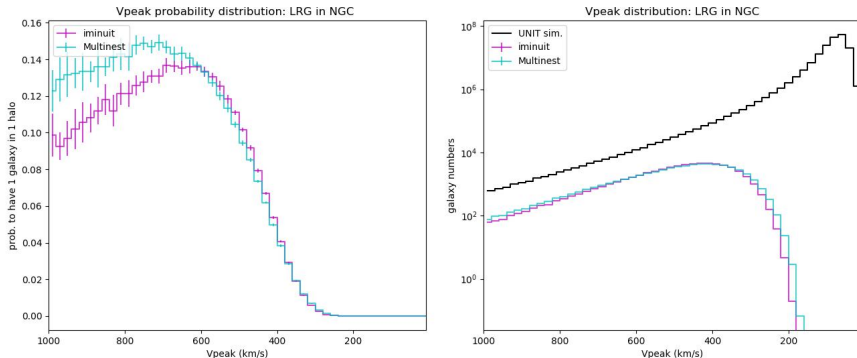 Vpeak probability distribution: LRG in NGC
iminuit
Multinest
prob. to have 1 galaxy in 1 halo
0.16
0.14
0.12
0.10
0.08
0.06
0.04
0.02
0.00
1000 800 600 400 200
Vpeak (km/s)
Vpeak distribution: LRG in NGC
UNIT sim.
iminuit
Multinest
galaxy numbers
10^8
10^6
10^4
10^2
10^0
1000 800 600 400 200 0
Vpeak (km/s)